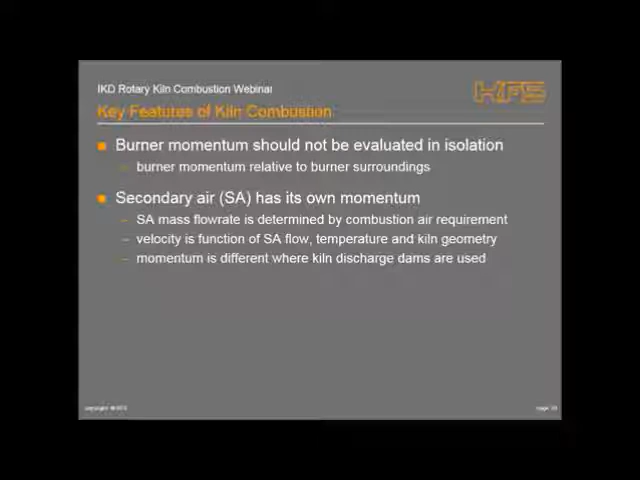 IKD Rotary Kiln Combustion Webinar
KFS
Key Features of Kiln Combustion
Burner momentum should not be evaluated in isolation
– burner momentum relative to burner surroundings
Secondary air (SA) has its own momentum
– SA mass flowrate is determined by combustion air requirement
– velocity is function of SA flow, temperature and kiln geometry
– momentum is different where kiln discharge dams are used